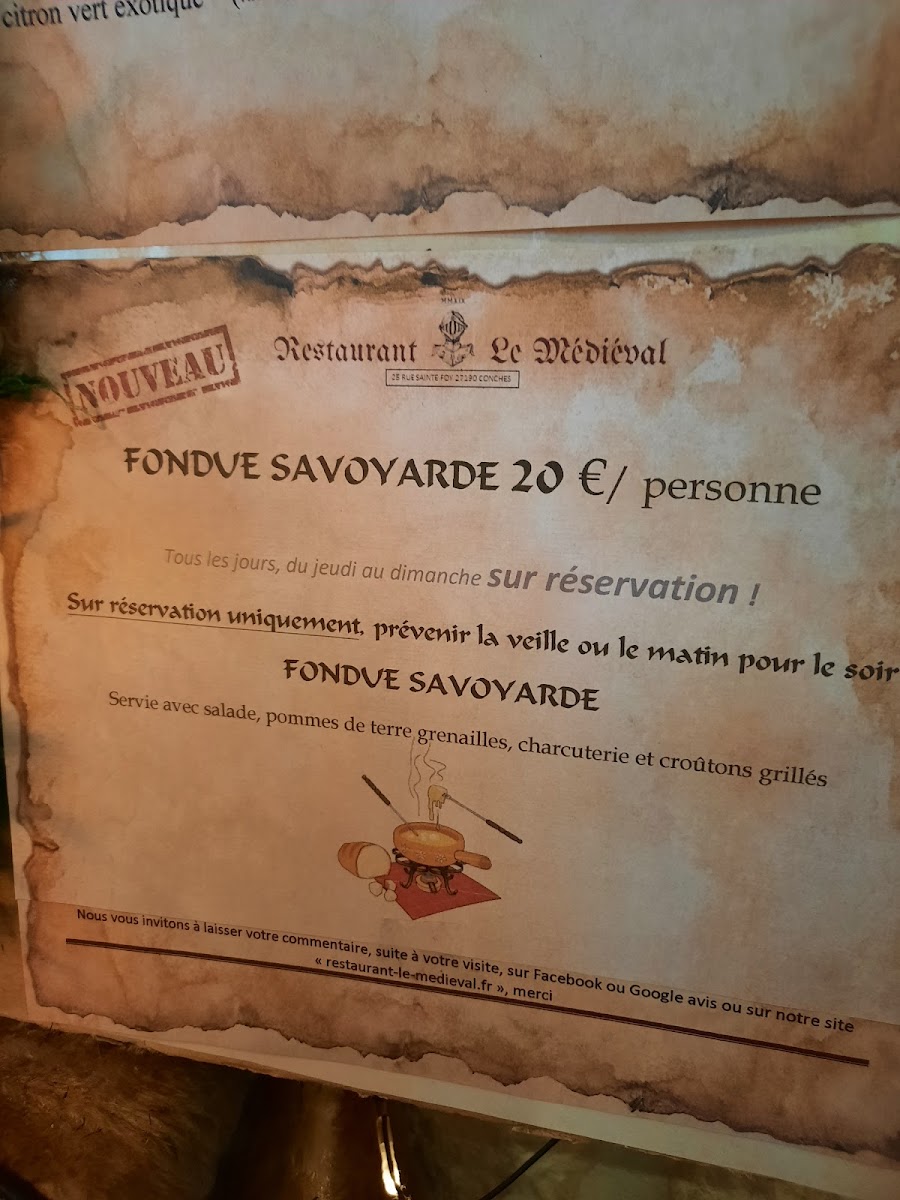 citron vert exotique
MMXIX
NOUVEAU
Restaurant Le Médiéval
28 RUE SAINTE FOY 27190 CONCHES
FONDUE SAVOYARDE 20 €/ personne
Tous les jours, du jeudi au dimanche sur réservation !
Sur réservation uniquement, prévenir la veille ou le matin pour le soir
FONDUE SAVOYARDE
Servie avec salade, pommes de terre grenailles, charcuterie et croûtons grillés
Nous vous invitons à laisser votre commentaire, suite à votre visite, sur Facebook ou Google avis ou sur notre site
« restaurant-le-medieval.fr », merci